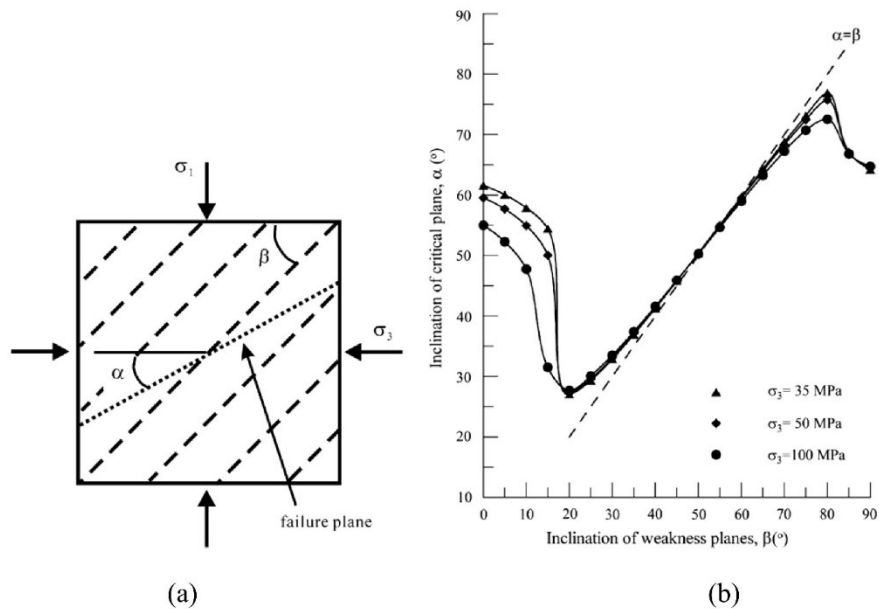 σ₁
β
σ₃
α
failure plane
(a)
α=β
Inclination of critical plane, α (°)
90
80
70
60
50
40
30
20
10
σ₃= 35 MPa
σ₃= 50 MPa
σ₃=100 MPa
0 10 20 30 40 50 60 70 80 90
Inclination of weakness planes, β(°)
(b)